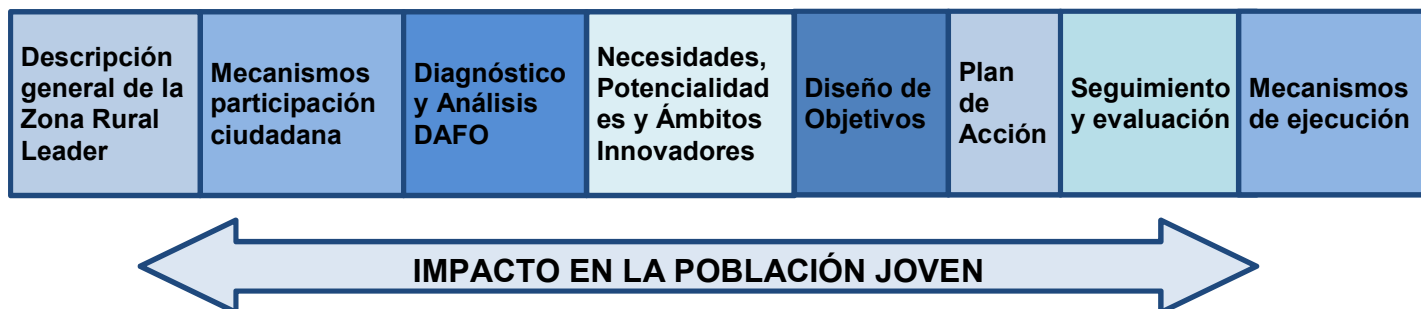 Descripción
general de la
Zona Rural
Leader
Mecanismos
participación
ciudadana
Diagnóstico
y Análisis
DAFO
Necesidades,
Potencialidad
es y Ámbitos
Innovadores
Diseño de
Objetivos
Plan
de
Acción
Seguimiento
y evaluación
Mecanismos
de ejecución
IMPACTO EN LA POBLACIÓN JOVEN